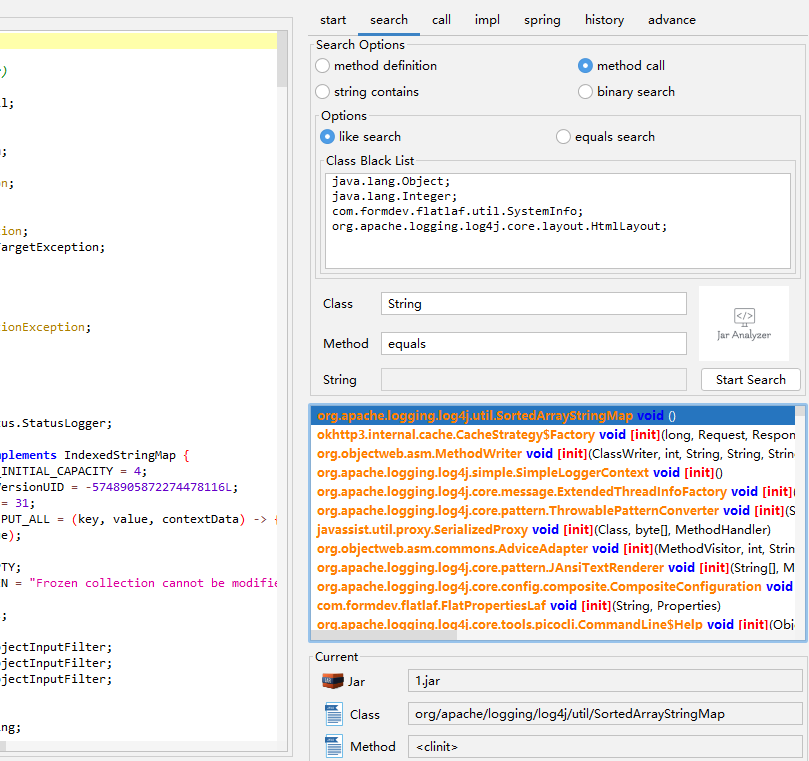 start search call impl spring history advance
Search Options
method definition
method call
string contains
binary search
Options
like search
equals search
Class Black List
java.lang.Object;
java.lang.Integer;
com.formdev.flatlaf.util.SystemInfo;
org.apache.logging.log4j.core.layout.HtmlLayout;
Class String
Method equals
String
</>
Jar Analyzer
Start Search
org.apache.logging.log4j.util.SortedArrayStringMap void ()
okhttp3.internal.cache.CacheStrategy$Factory void [init](long, Request, Respon
org.objectweb.asm.MethodWriter void [init](ClassWriter, int, String, String, Strin
org.apache.logging.log4j.simple.SimpleLoggerContext void [init]()
org.apache.logging.log4j.core.message.ExtendedThreadInfoFactory void [init](
org.apache.logging.log4j.core.pattern.ThrowablePatternConverter void [init](S
javassist.util.proxy.SerializedProxy void [init](Class, byte[], MethodHandler)
org.objectweb.asm.commons.AdviceAdapter void [init](MethodVisitor, int, Strin
org.apache.logging.log4j.core.pattern.JAnsiTextRenderer void [init](String[], M
org.apache.logging.log4j.core.config.composite.CompositeConfiguration void
com.formdev.flatlaf.FlatPropertiesLaf void [init](String, Properties)
org.apache.logging.log4j.core.tools.picocli.CommandLine$Help void [init](Obj
Current
Jar 1.jar
Class org/apache/logging/log4j/util/SortedArrayStringMap
Method <clinit>
)
l;
;
n;
ion;
TargetException;
ionException;
tus.StatusLogger;
mplements IndexedStringMap {
_INITIAL_CAPACITY = 4;
VersionUID = -5748905872274478116L;
= 31;
PUT_ALL = (key, value, contextData) -> {
e);
PTY;
N = "Frozen collection cannot be modifie
;
bjectInputFilter;
bjectInputFilter;
bjectInputFilter;
ng;